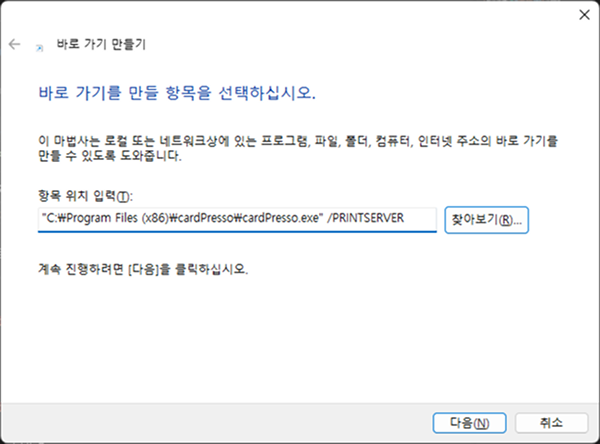 바로 가기 만들기
바로 가기를 만들 항목을 선택하십시오.
이 마법사는 로컬 또는 네트워크상에 있는 프로그램, 파일, 폴더, 컴퓨터, 인터넷 주소의 바로 가기를
만들 수 있도록 도와줍니다.
항목 위치 입력(T):
"C:₩Program Files (x86)₩cardPresso₩cardPresso.exe" /PRINTSERVER
찾아보기(R)...
계속 진행하려면 [다음]을 클릭하십시오.
다음(N)
취소